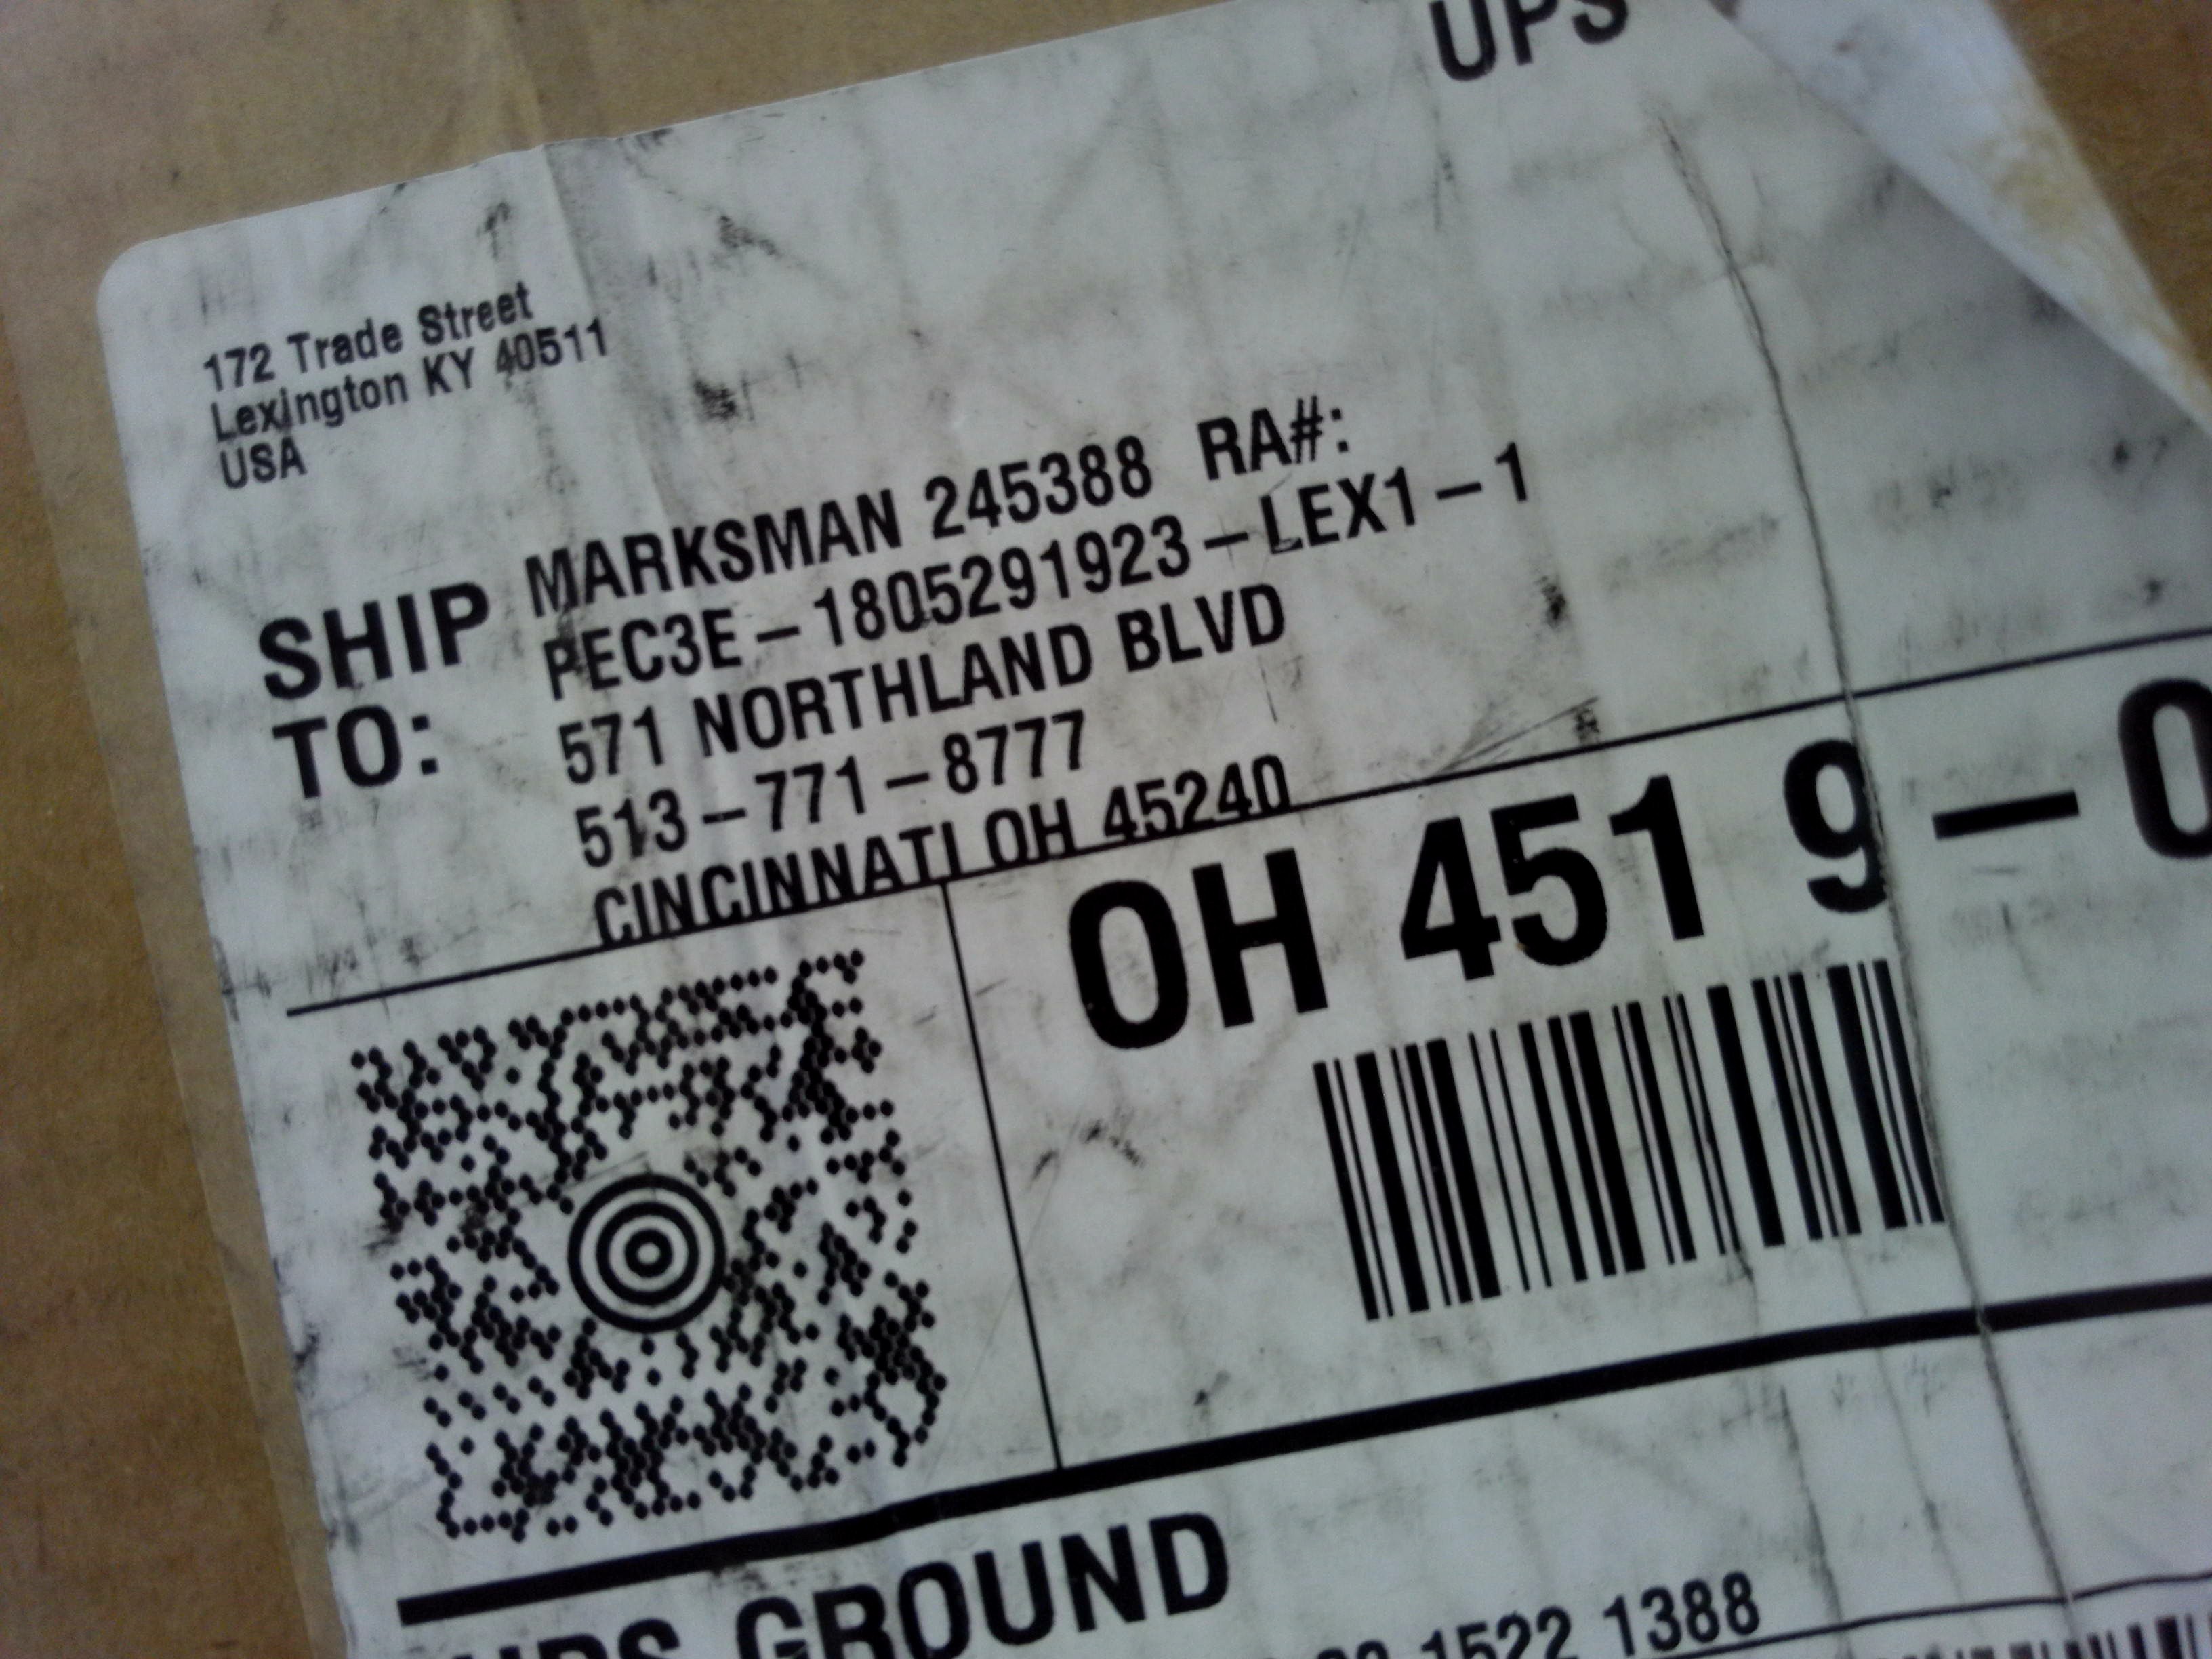 UPS
172 Trade Street
Lexington KY 40511
USA
SHIP TO:
MARKSMAN 245388 RA#:
PEC3E-1805291923-LEX1-1
571 NORTHLAND BLVD
513-771-8777
CINCINNATI OH 45240
OH 451 9-0
UPS GROUND
1522 1388